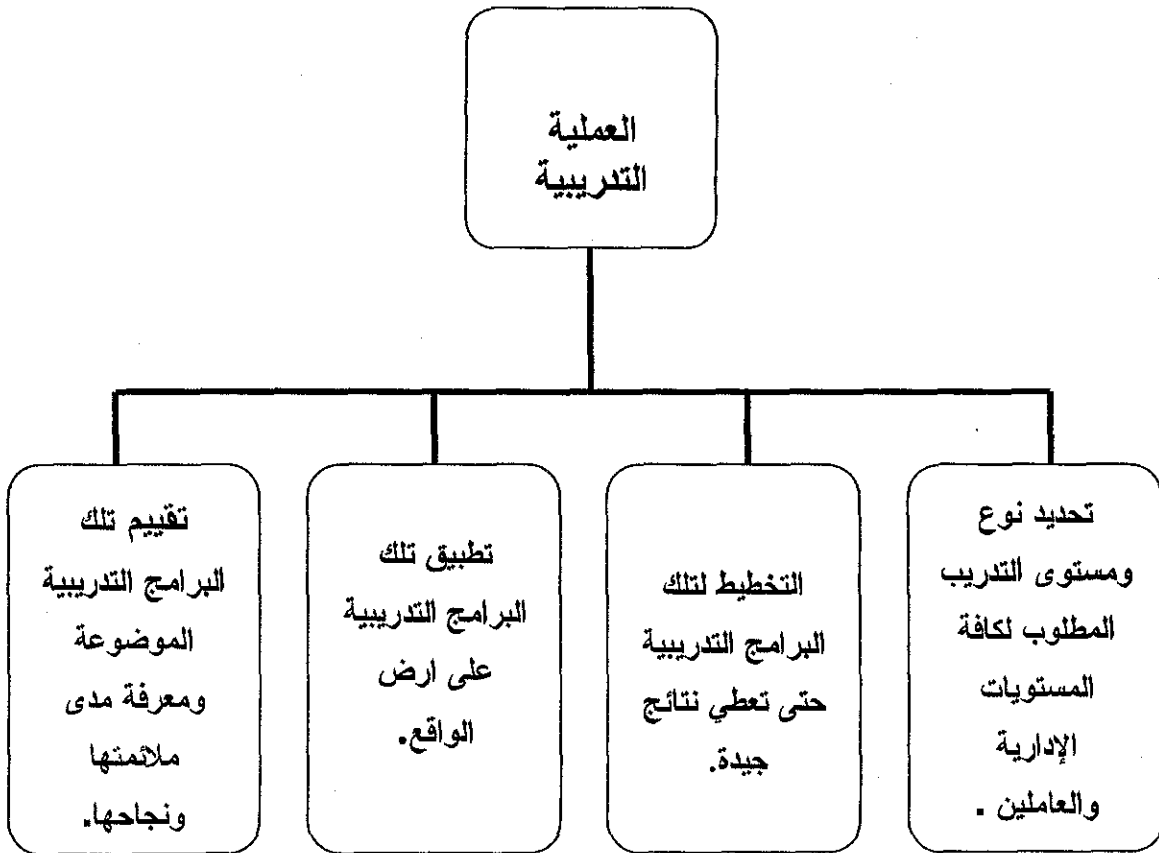 العملية
التدريبية
تحديد نوع
ومستوى التدريب
المطلوب لكافة
المستويات
الإدارية
والعاملين .
التخطيط لتلك
البرامج التدريبية
حتى تعطي نتائج
جيدة.
تطبيق تلك
البرامج التدريبية
على ارض
الواقع.
تقييم تلك
البرامج التدريبية
الموضوعة
ومعرفة مدى
ملائمتها
ونجاحها.